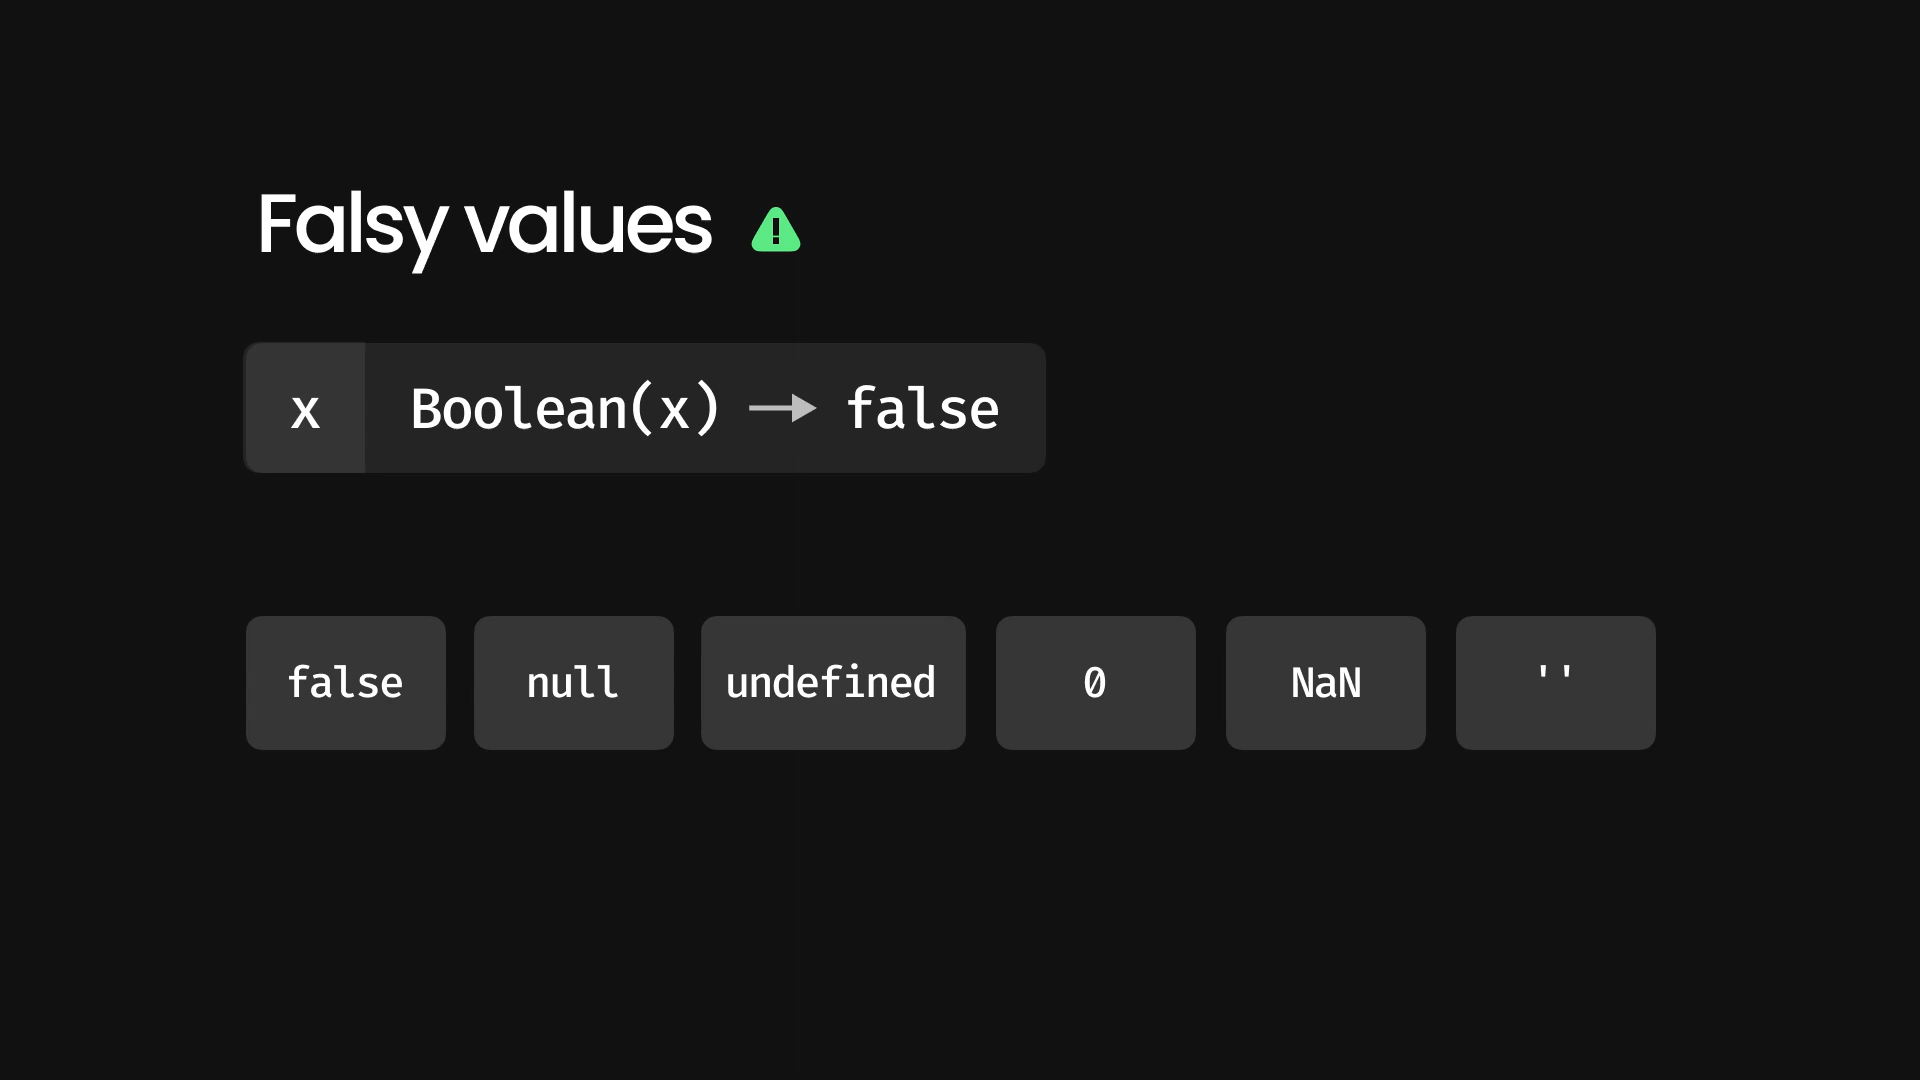 Falsy values
x Boolean(x) → false
false null undefined 0 NaN ''